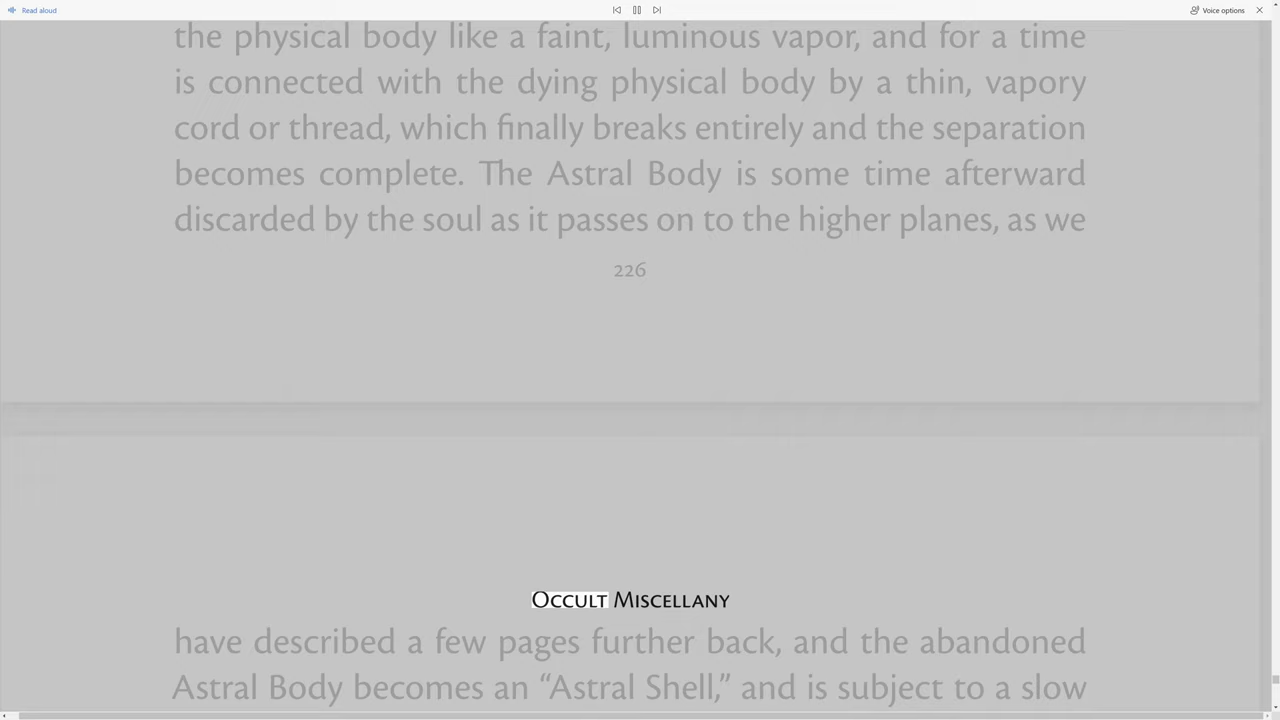 Read aloud
Voice options
the physical body like a faint, luminous vapor, and for a time
is connected with the dying physical body by a thin, vapory
cord or thread, which finally breaks entirely and the separation
becomes complete. The Astral Body is some time afterward
discarded by the soul as it passes on to the higher planes, as we
226
Occult Miscellany
have described a few pages further back, and the abandoned
Astral Body becomes an “Astral Shell,” and is subject to a slow